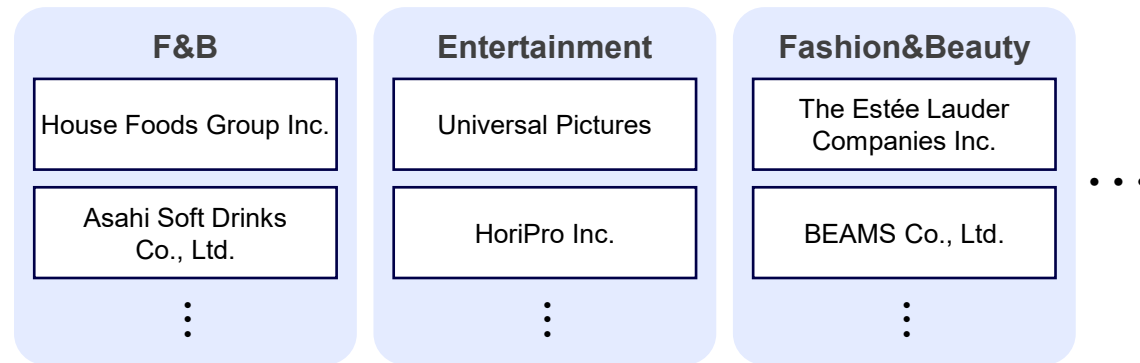 F&B
House Foods Group Inc.
Asahi Soft Drinks
Co., Ltd.
Entertainment
Universal Pictures
HoriPro Inc.
Fashion&Beauty
The Estée Lauder
Companies Inc.
BEAMS Co., Ltd.